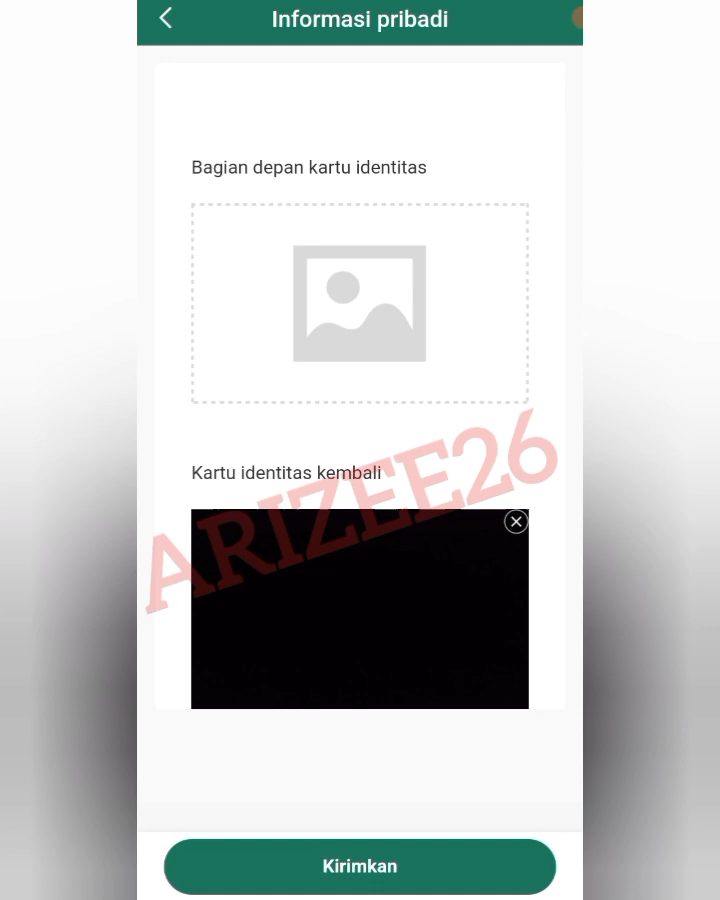 Informasi pribadi
Bagian depan kartu identitas
Kartu identitas kembali
ARIZEE26
Kirimkan